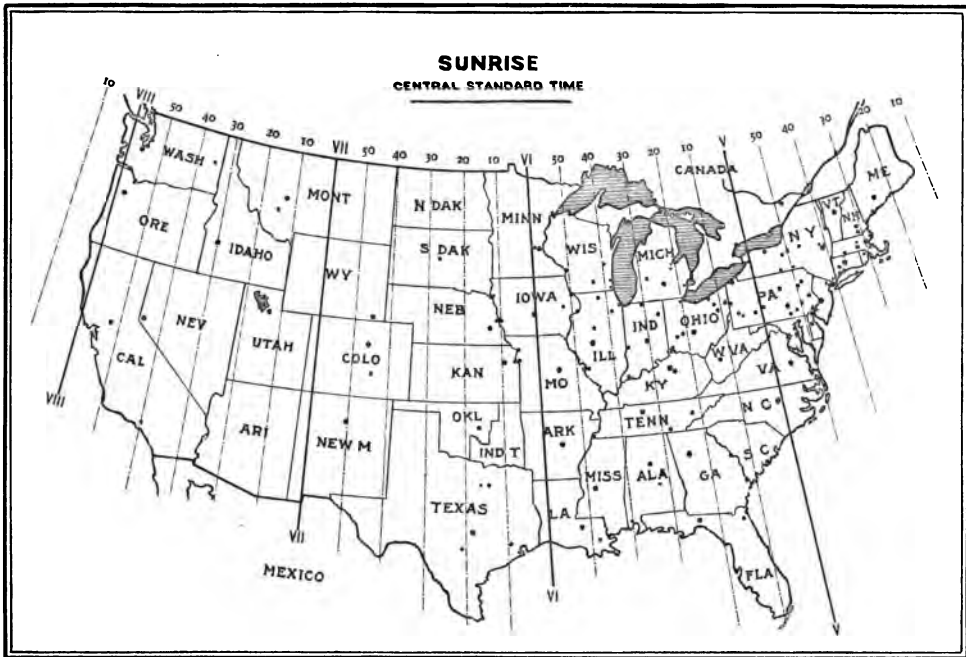 SUNRISE
CENTRAL STANDARD TIME
10 VIII 50 40 30 20 10 VII 50 40 30 20 10 VI 50 40 30 20 10 V 50 40 30 20 10
WASH
MONT
N DAK
MINN
CANADA
ME
VT
NH
ORE
IDAHO
S DAK
WIS
MICH
N Y
WY
IOWA
PA
NEV
NEB
ILL
IND
OHIO
UTAH
COLO
W VA
CAL
KAN
MO
KY
VA
ARI
NEW M
OKL
IND T
ARK
TENN
N C
S C
MISS
ALA
GA
TEXAS
LA
FLA
MEXICO
VIII
VII
VI
V